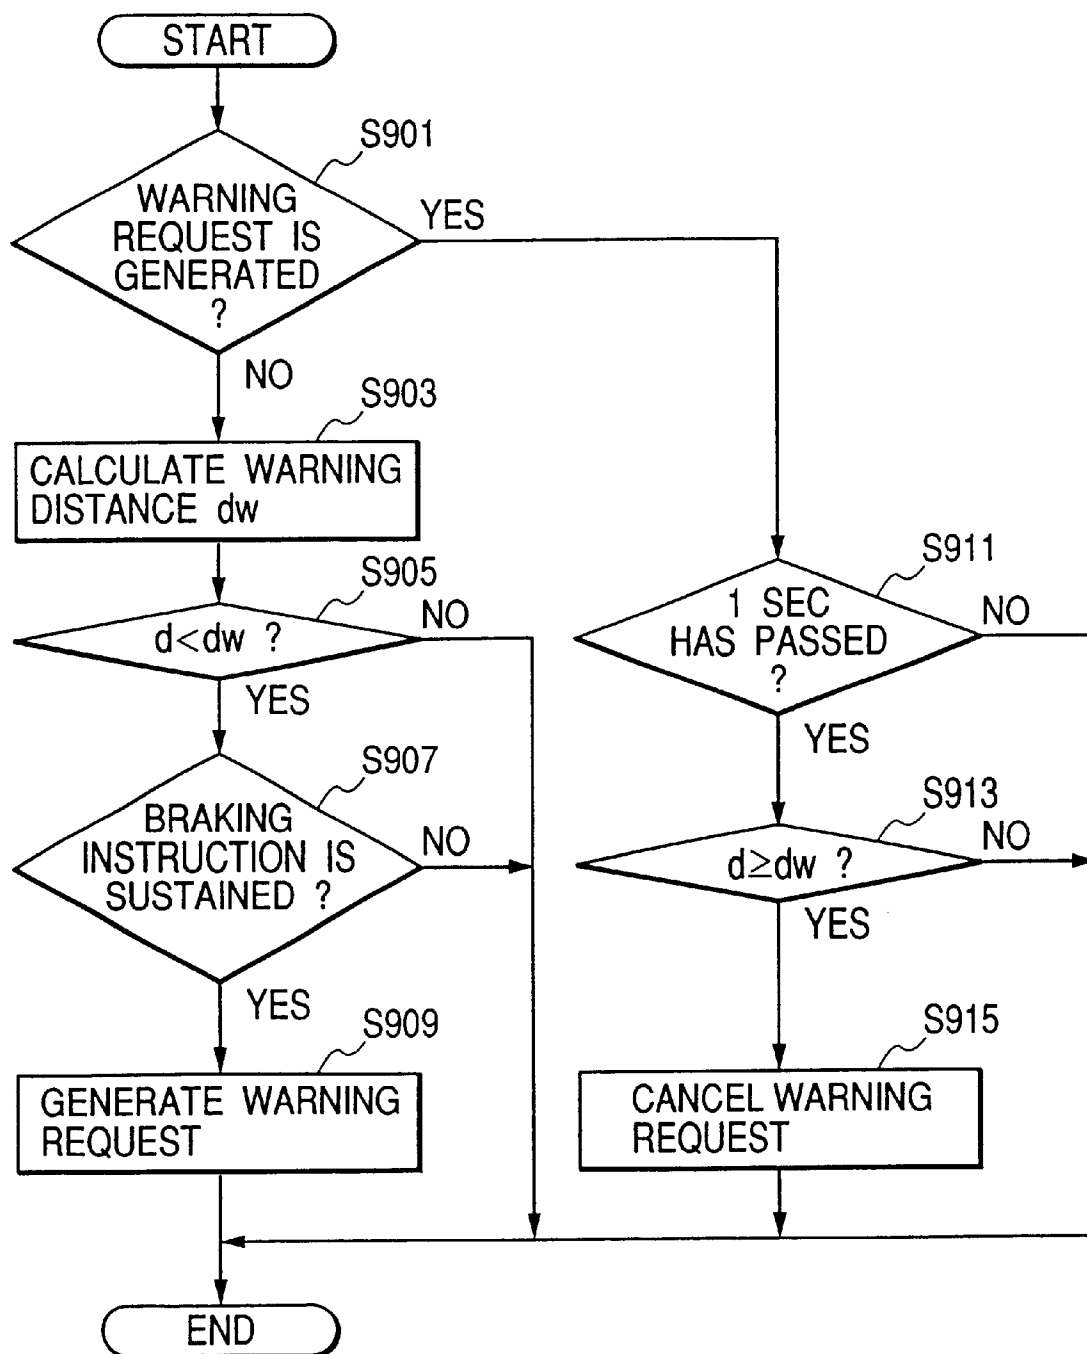 START
S901
WARNING
REQUEST IS
GENERATED
?
YES
NO
S903
CALCULATE WARNING
DISTANCE dw
S905
d<dw ?
NO
YES
S907
BRAKING
INSTRUCTION IS
SUSTAINED ?
NO
YES
S909
GENERATE WARNING
REQUEST
S911
1 SEC
HAS PASSED
?
NO
YES
S913
d≥dw ?
NO
YES
S915
CANCEL WARNING
REQUEST
END